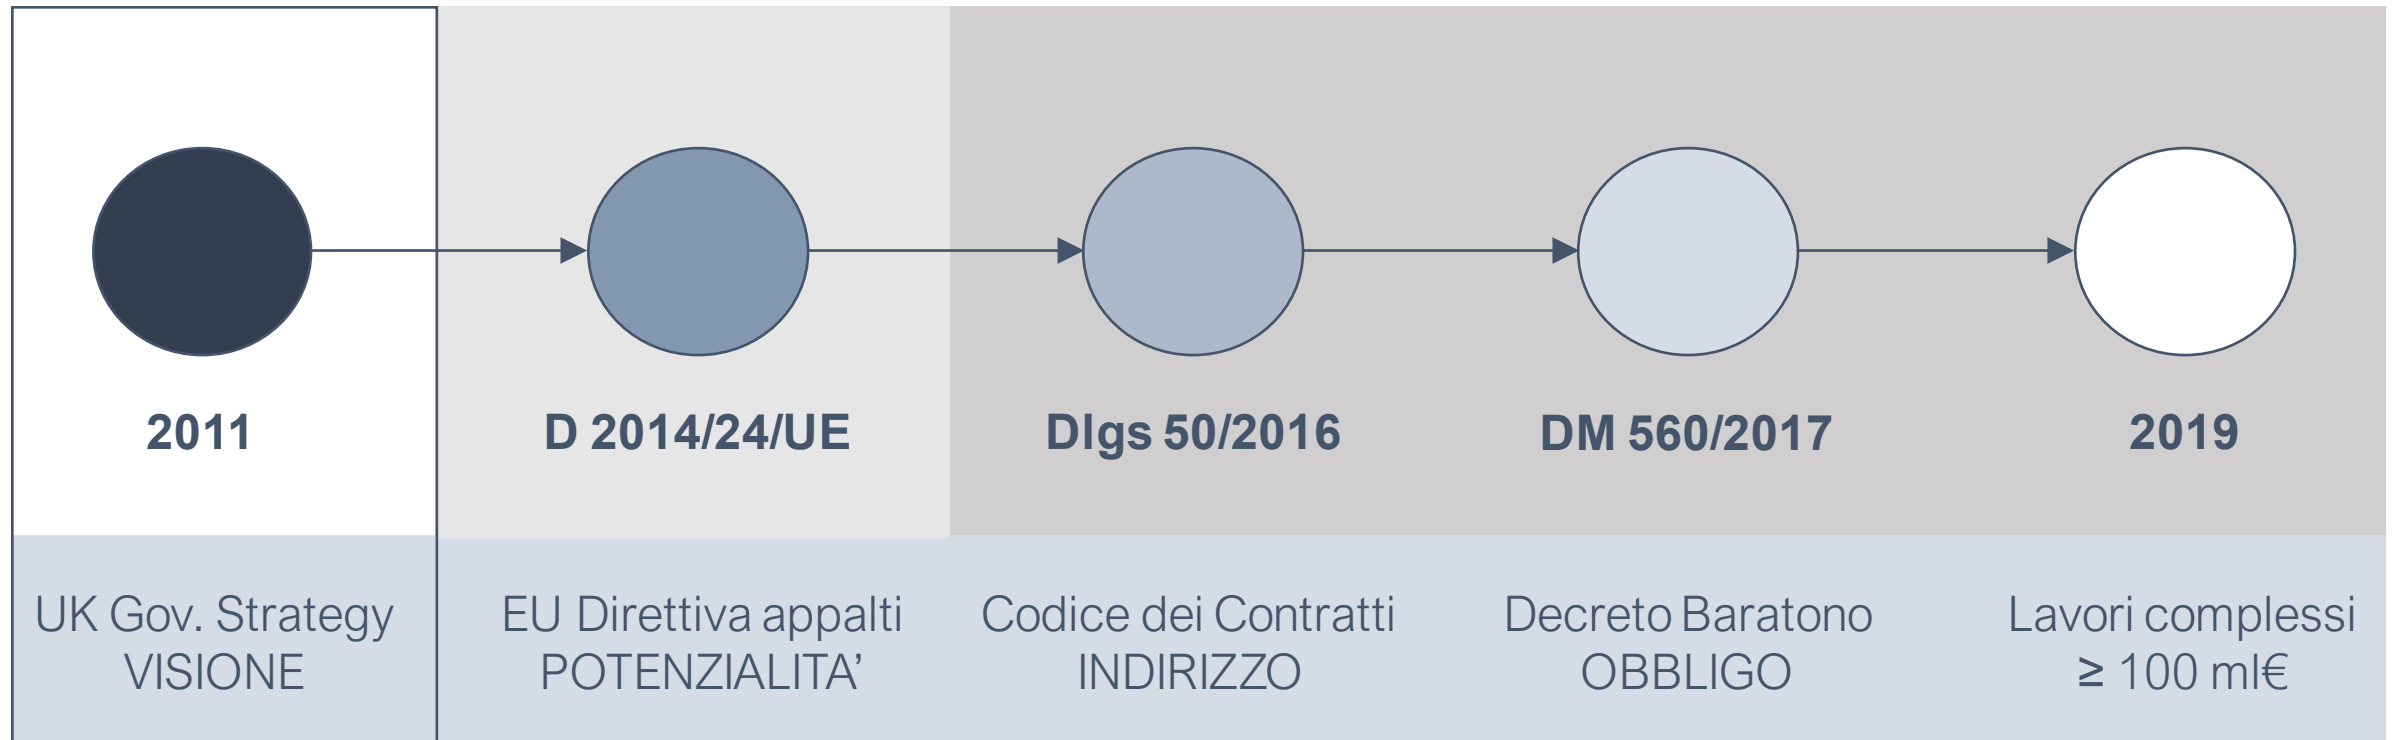 2011
D 2014/24/UE
Dlgs 50/2016
DM 560/2017
2019
UK Gov. Strategy
VISIONE
EU Direttiva appalti
POTENZIALITA’
Codice dei Contratti
INDIRIZZO
Decreto Baratono
OBBLIGO
Lavori complessi
≥ 100 ml€